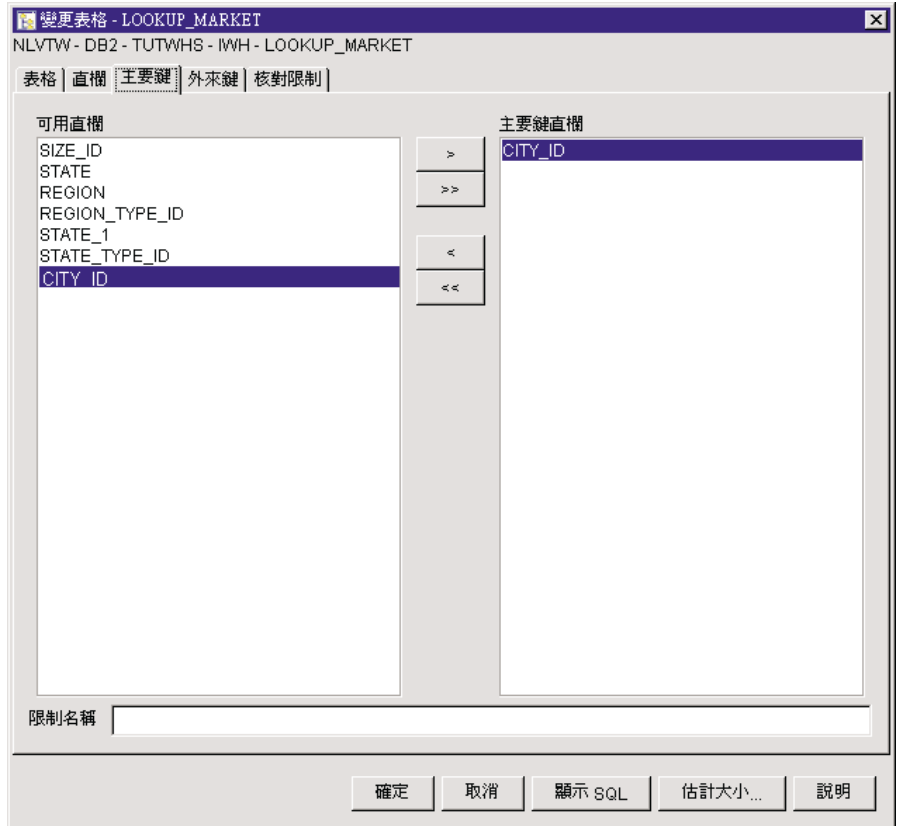 變更表格 - LOOKUP_MARKET
NLVTW - DB2 - TUTWHS - IWH - LOOKUP_MARKET
表格 直欄 主要鍵 外來鍵 核對限制
可用直欄
SIZE_ID
STATE
REGION
REGION_TYPE_ID
STATE_1
STATE_TYPE_ID
CITY_ID
>
>>
<
<<
主要鍵直欄
CITY_ID
限制名稱
確定 取消 顯示 SQL 估計大小... 說明